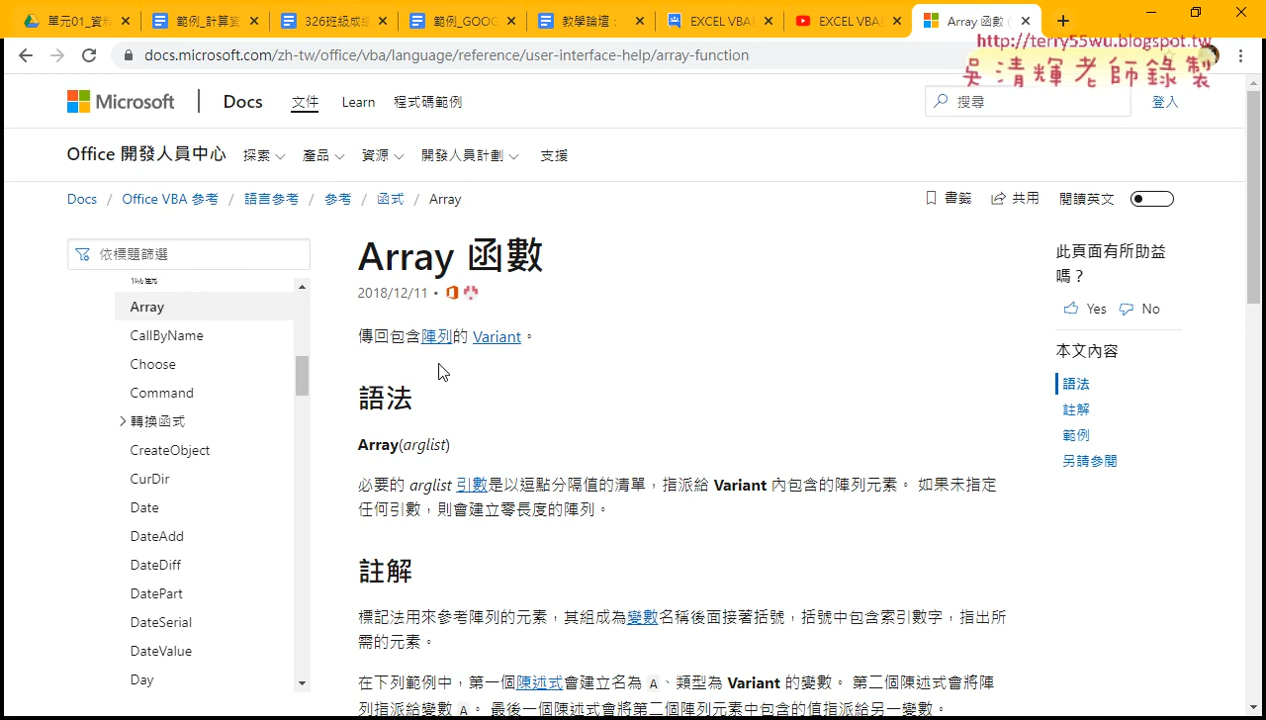 單元01_資
範例_計算資
326班級成績
範例_GOOG
教學論壇：
EXCEL VBA
EXCEL VBA
Array 函數 (
docs.microsoft.com/zh-tw/office/vba/language/reference/user-interface-help/array-function
http://terry55wu.blogspot.tw
吳清輝老師錄製
Microsoft
Docs
文件
Learn
程式碼範例
搜尋
登入
Office 開發人員中心
探索
產品
資源
開發人員計劃
支援
Docs / Office VBA 參考 / 語言參考 / 參考 / 函式 / Array
書籤
共用
閱讀英文
依標題篩選
Array
CallByName
Choose
Command
轉換函式
CreateObject
CurDir
Date
DateAdd
DateDiff
DatePart
DateSerial
DateValue
Day
Array 函數
2018/12/11 •
傳回包含陣列的 Variant。
語法
Array(arglist)
必要的 arglist 引數是以逗點分隔值的清單，指派給 Variant 內包含的陣列元素。 如果未指定
任何引數，則會建立零長度的陣列。
註解
標記法用來參考陣列的元素，其組成為變數名稱後面接著括號，括號中包含索引數字，指出所
需的元素。
在下列範例中，第一個陳述式會建立名為 A、類型為 Variant 的變數。 第二個陳述式會將陣
列指派給變數 A。 最後一個陳述式會將第二個陣列元素中包含的值指派給另一變數。
此頁面有所助益
嗎？
Yes
No
本文內容
語法
註解
範例
另請參閱